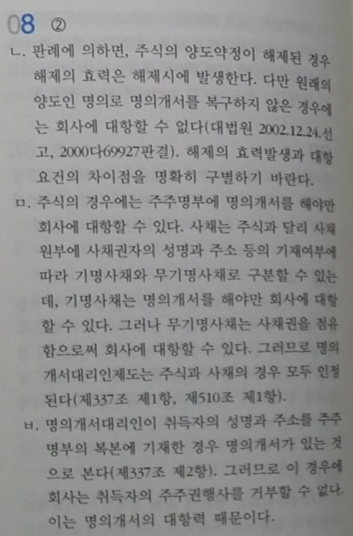 08 ②
ㄴ. 판례에 의하면, 주식의 양도약정이 해제된 경우
해제의 효력은 해제시에 발생한다. 다만 원래의
양도인 명의로 명의개서를 복구하지 않은 경우에
는 회사에 대항할 수 없다(대법원 2002.12.24.선
고, 2000다69927판결). 해제의 효력발생과 대항
요건의 차이점을 명확히 구별하기 바란다.
ㅁ. 주식의 경우에는 주주명부에 명의개서를 해야만
회사에 대항할 수 있다. 사채는 주식과 달리 사채
원부에 사채권자의 성명과 주소 등의 기재여부에
따라 기명사채와 무기명사채로 구분할 수 있는
데, 기명사채는 명의개서를 해야만 회사에 대항
할 수 있다. 그러나 무기명사채는 사채권을 점유
함으로써 회사에 대항할 수 있다. 그러므로 명의
개서대리인제도는 주식과 사채의 경우 모두 인정
된다(제337조 제1항, 제510조 제1항).
ㅂ. 명의개서대리인이 취득자의 성명과 주소를 주주
명부의 복본에 기재한 경우 명의개서가 있는 것
으로 본다(제337조 제2항). 그러므로 이 경우에
회사는 취득자의 주주권행사를 거부할 수 없다.
이는 명의개서의 대항력 때문이다.